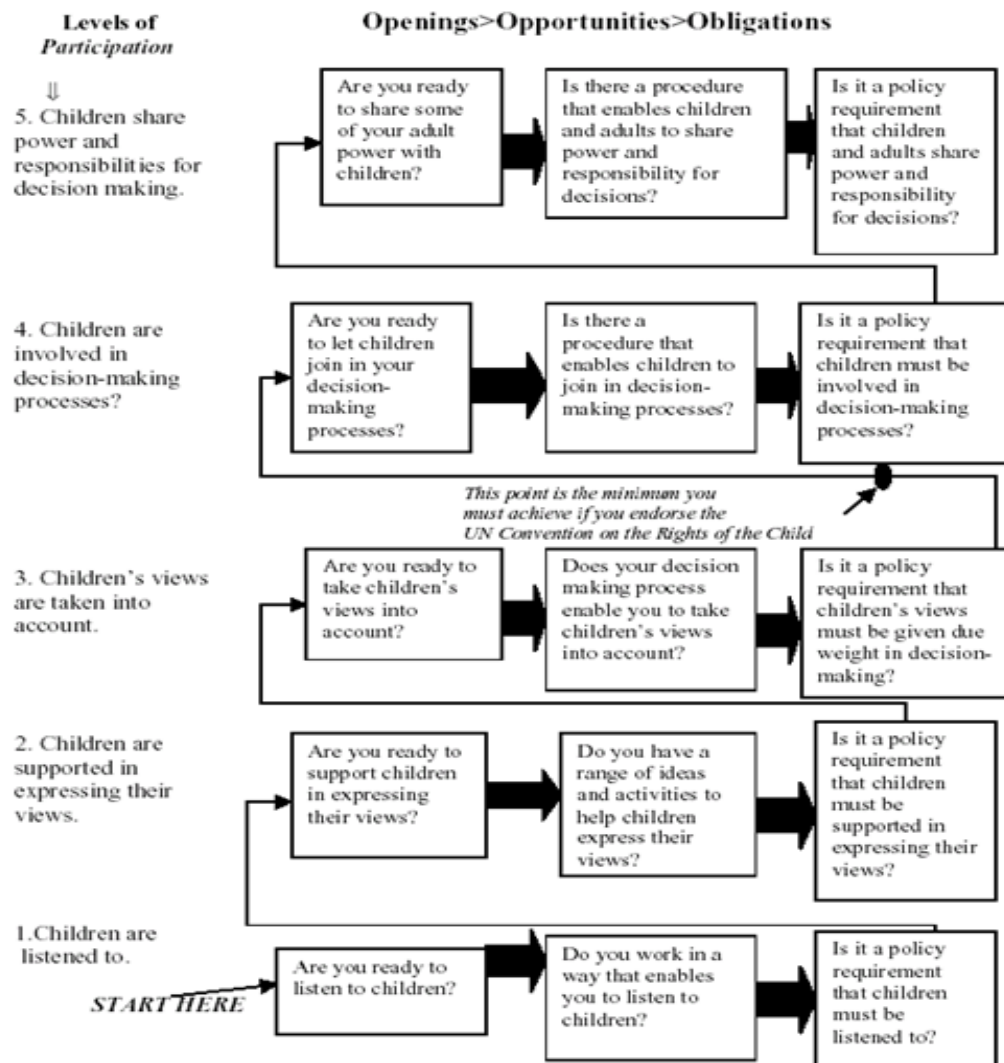 Levels of
Participation
Openings>Opportunities>Obligations
⇓
5. Children share
power and
responsibilities for
decision making.
Are you ready
to share some
of your adult
power with
children?
Is there a procedure
that enables children
and adults to share
power and
responsibility for
decisions?
Is it a policy
requirement
that children
and adults share
power and
responsibility
for decisions?
4. Children are
involved in
decision-making
processes?
Are you ready
to let children
join in your
decision-
making
processes?
Is there a
procedure that
enables children to
join in decision-
making processes?
Is it a policy
requirement that
children must be
involved in
decision-making
processes?
This point is the minimum you
must achieve if you endorse the
UN Convention on the Rights of the Child
3. Children's views
are taken into
account.
Are you ready to
take children's
views into
account?
Does your decision
making process
enable you to take
children's views
into account?
Is it a policy
requirement that
children's views
must be given due
weight in decision-
making?
2. Children are
supported in
expressing their
views.
Are you ready to
support children
in expressing
their views?
Do you have a
range of ideas
and activities to
help children
express their
views?
Is it a policy
requirement
that children
must be
supported in
expressing their
views?
1.Children are
listened to.
START HERE
Are you ready to
listen to children?
Do you work in a
way that enables
you to listen to
children?
Is it a policy
requirement
that children
must be
listened to?